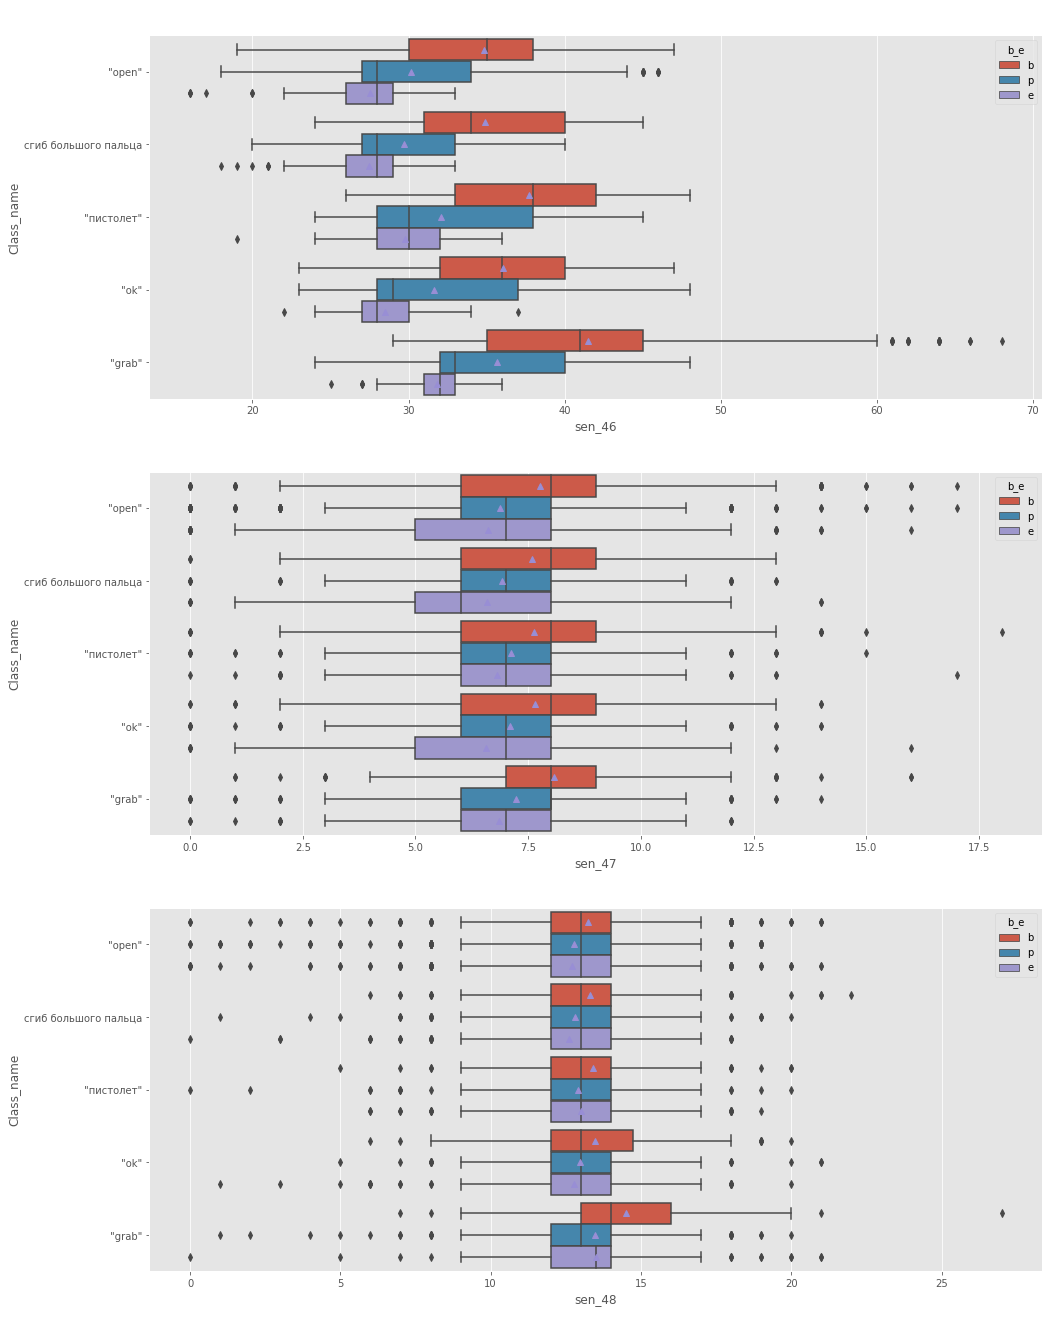 b_e
b
p
e
"open"
сгиб большого пальца
"пистолет"
"ok"
"grab"
Class_name
20 30 40 50 60 70
sen_46
b_e
b
p
e
"open"
сгиб большого пальца
"пистолет"
"ok"
"grab"
Class_name
0.0 2.5 5.0 7.5 10.0 12.5 15.0 17.5
sen_47
b_e
b
p
e
"open"
сгиб большого пальца
"пистолет"
"ok"
"grab"
Class_name
0 5 10 15 20 25
sen_48